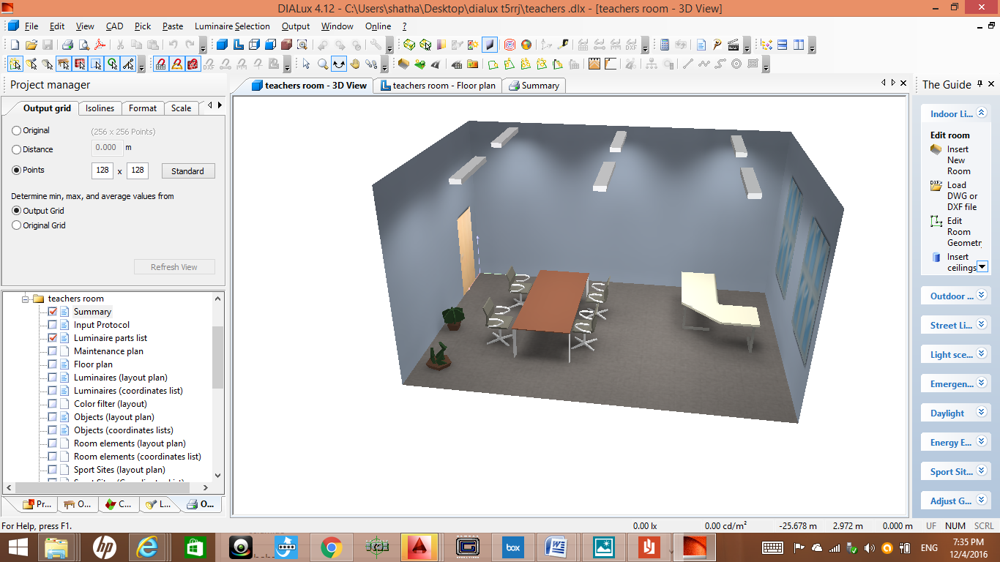 DIALux 4.12 - C:\Users\shatha\Desktop\dialux t5rrj\teachers .dlx - [teachers room - 3D View]
File Edit View CAD Pick Paste Luminaire Selection Output Window Online ?
Project manager
Output grid Isolines Format Scale
Original (256 x 256 Points)
Distance 0.000 m
Points 128 x 128 Standard
Determine min, max, and average values from
Output Grid
Original Grid
Refresh View
teachers room
Summary
Input Protocol
Luminaire parts list
Maintenance plan
Floor plan
Luminaires (layout plan)
Luminaires (coordinates list)
Color filter (layout)
Objects (layout plan)
Objects (coordinates lists)
Room elements (layout plan)
Room elements (coordinates list)
Sport Sites (layout plan)
Pr... O... C... L... O...
teachers room - 3D View teachers room - Floor plan Summary
The Guide
Indoor Li...
Edit room
Insert
New
Room
Load
DWG or
DXF file
Edit
Room
Geometry
Insert
ceilings
Outdoor ...
Street Li...
Light sce...
Emergen...
Daylight
Energy E...
Sport Sit...
Adjust G...
For Help, press F1. 0.00 lx 0.00 cd/m² -25.678 m 2.972 m 0.000 m UF NUM SCRL
hp box ENG 7:35 PM
12/4/2016